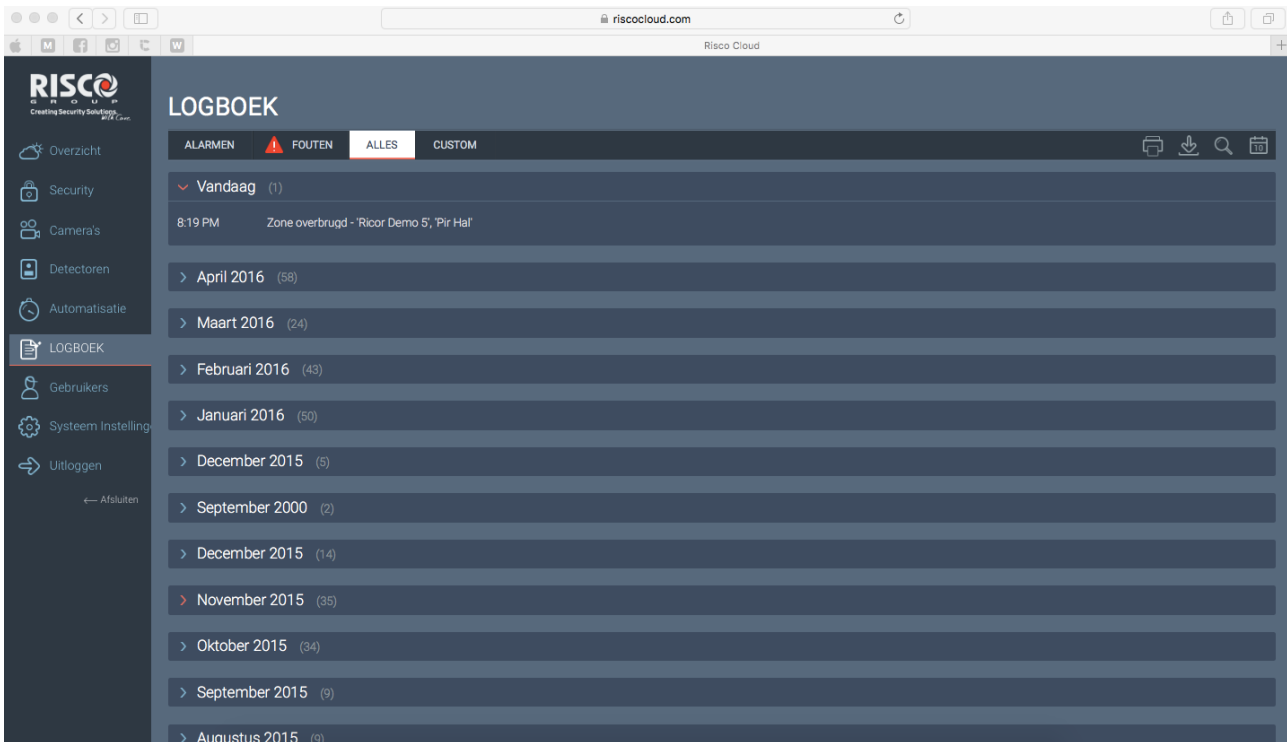 riscocloud.com
M
W
Risco Cloud
RISCO
GROUP
Creating Security Solutions
With Care.
LOGBOEK
ALARMEN FOUTEN ALLES CUSTOM
10
Overzicht
Security
Camera's
Detectoren
Automatisatie
LOGBOEK
Gebruikers
Systeem Instelling
Uitloggen
← Afsluiten
Vandaag (1)
8:19 PM Zone overbrugd - 'Ricor Demo 5', 'Pir Hal'
April 2016 (58)
Maart 2016 (24)
Februari 2016 (43)
Januari 2016 (50)
December 2015 (5)
September 2000 (2)
December 2015 (14)
November 2015 (35)
Oktober 2015 (34)
September 2015 (9)
Augustus 2015 (9)